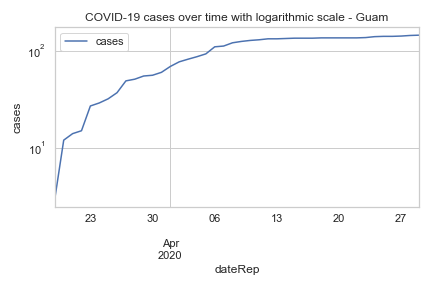 COVID-19 cases over time with logarithmic scale - Guam
cases
10²
10¹
cases
23 30 06 13 20 27
Apr
2020
dateRep